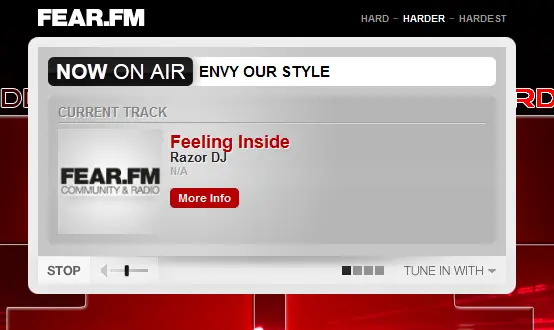 FEAR.FM
HARD – HARDER – HARDEST
NOW ON AIR ENVY OUR STYLE
CURRENT TRACK
Feeling Inside
Razor DJ
N/A
FEAR.FM
COMMUNITY & RADIO
More Info
STOP
TUNE IN WITH